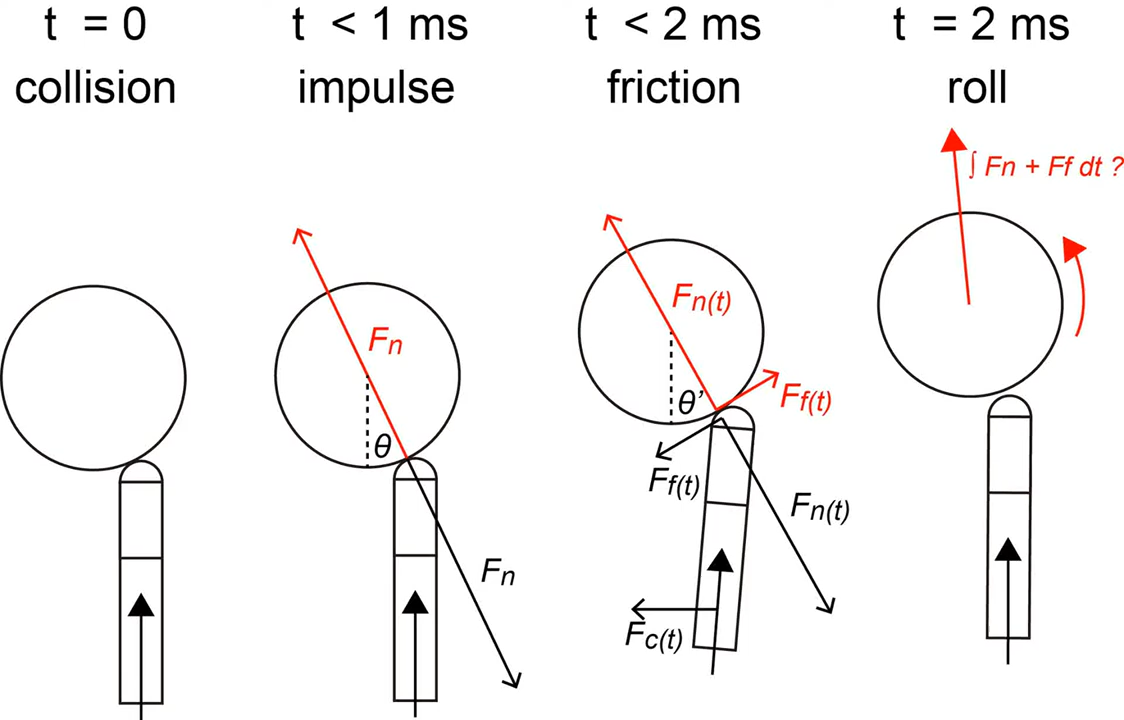 t = 0
collision
t < 1 ms
impulse
Fn
θ
Fn
t < 2 ms
friction
Fn(t)
θ’
Ff(t)
Ff(t)
Fn(t)
Fc(t)
t = 2 ms
roll
∫ Fn + Ff dt ?